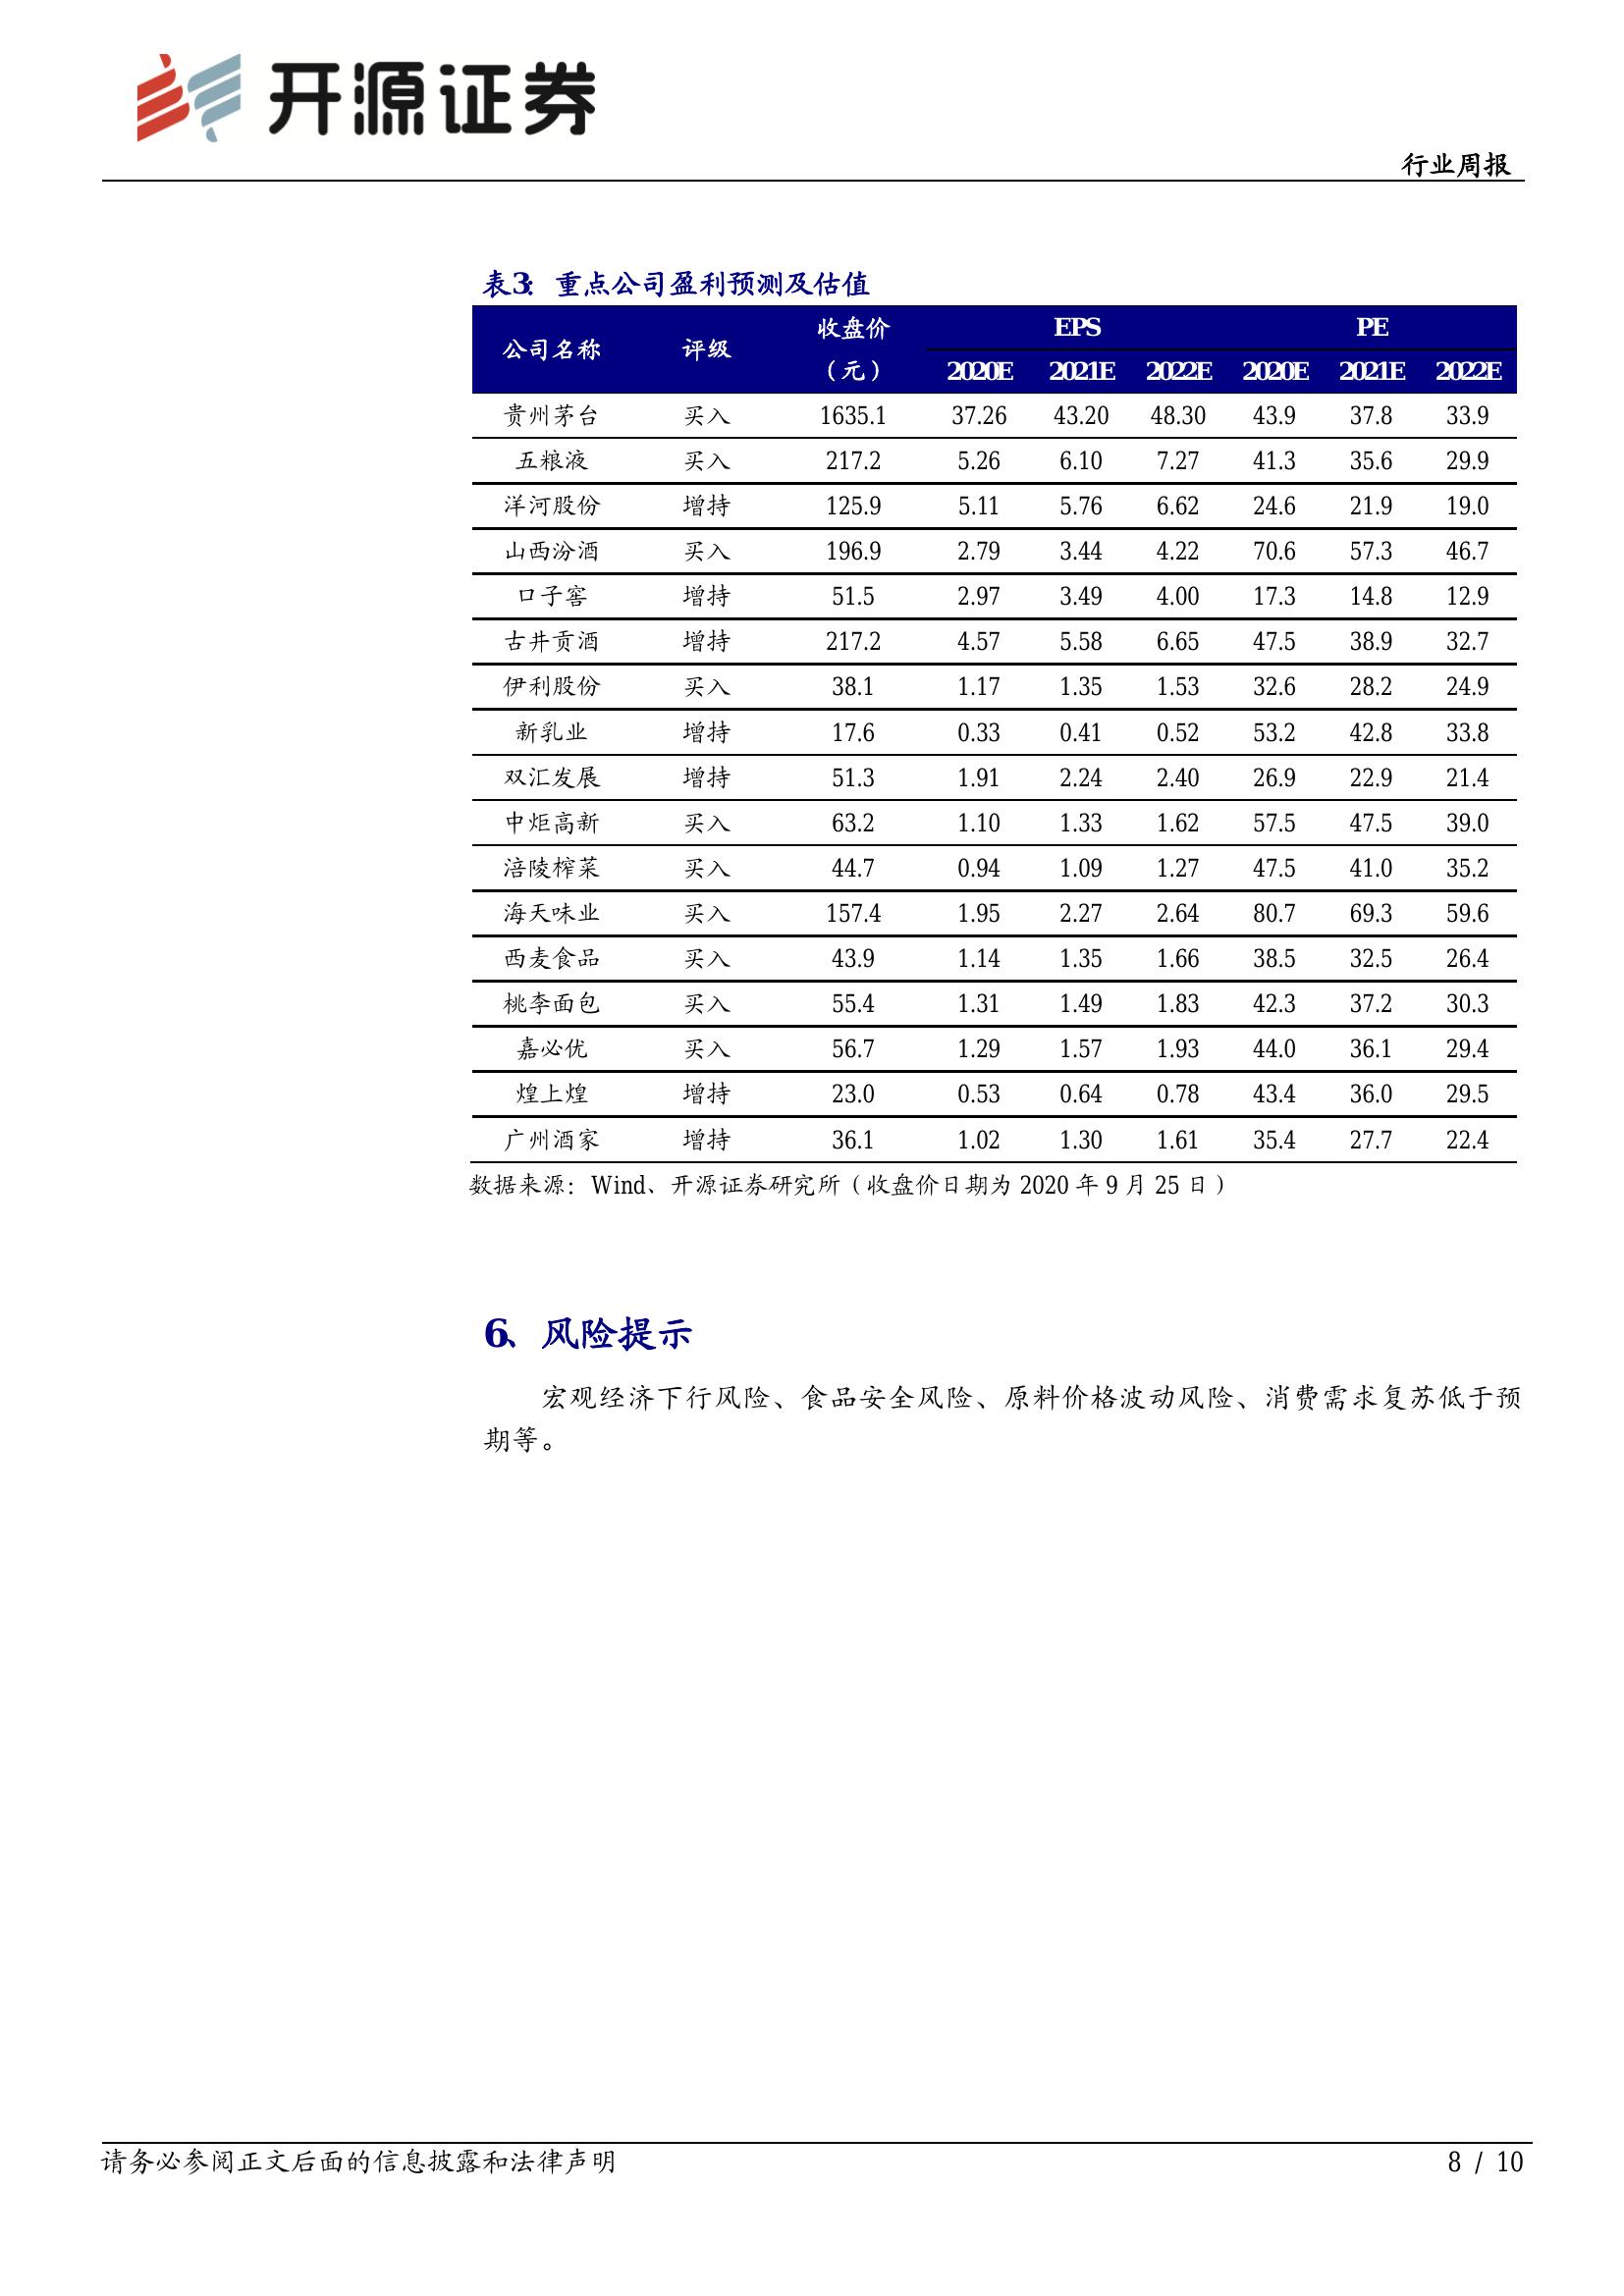 开源证券
行业周报
表3: 重点公司盈利预测及估值
公司名称 评级 收盘价（元） EPS PE
2020E 2021E 2022E 2020E 2021E 2022E
贵州茅台 买入 1635.1 37.26 43.20 48.30 43.9 37.8 33.9
五粮液 买入 217.2 5.26 6.10 7.27 41.3 35.6 29.9
洋河股份 增持 125.9 5.11 5.76 6.62 24.6 21.9 19.0
山西汾酒 买入 196.9 2.79 3.44 4.22 70.6 57.3 46.7
口子窖 增持 51.5 2.97 3.49 4.00 17.3 14.8 12.9
古井贡酒 增持 217.2 4.57 5.58 6.65 47.5 38.9 32.7
伊利股份 买入 38.1 1.17 1.35 1.53 32.6 28.2 24.9
新乳业 增持 17.6 0.33 0.41 0.52 53.2 42.8 33.8
双汇发展 增持 51.3 1.91 2.24 2.40 26.9 22.9 21.4
中炬高新 买入 63.2 1.10 1.33 1.62 57.5 47.5 39.0
涪陵榨菜 买入 44.7 0.94 1.09 1.27 47.5 41.0 35.2
海天味业 买入 157.4 1.95 2.27 2.64 80.7 69.3 59.6
西麦食品 买入 43.9 1.14 1.35 1.66 38.5 32.5 26.4
桃李面包 买入 55.4 1.31 1.49 1.83 42.3 37.2 30.3
嘉必优 买入 56.7 1.29 1.57 1.93 44.0 36.1 29.4
煌上煌 增持 23.0 0.53 0.64 0.78 43.4 36.0 29.5
广州酒家 增持 36.1 1.02 1.30 1.61 35.4 27.7 22.4
数据来源：Wind、开源证券研究所（收盘价日期为 2020 年 9 月 25 日）
6、风险提示
宏观经济下行风险、食品安全风险、原料价格波动风险、消费需求复苏低于预
期等。
请务必参阅正文后面的信息披露和法律声明
8 / 10